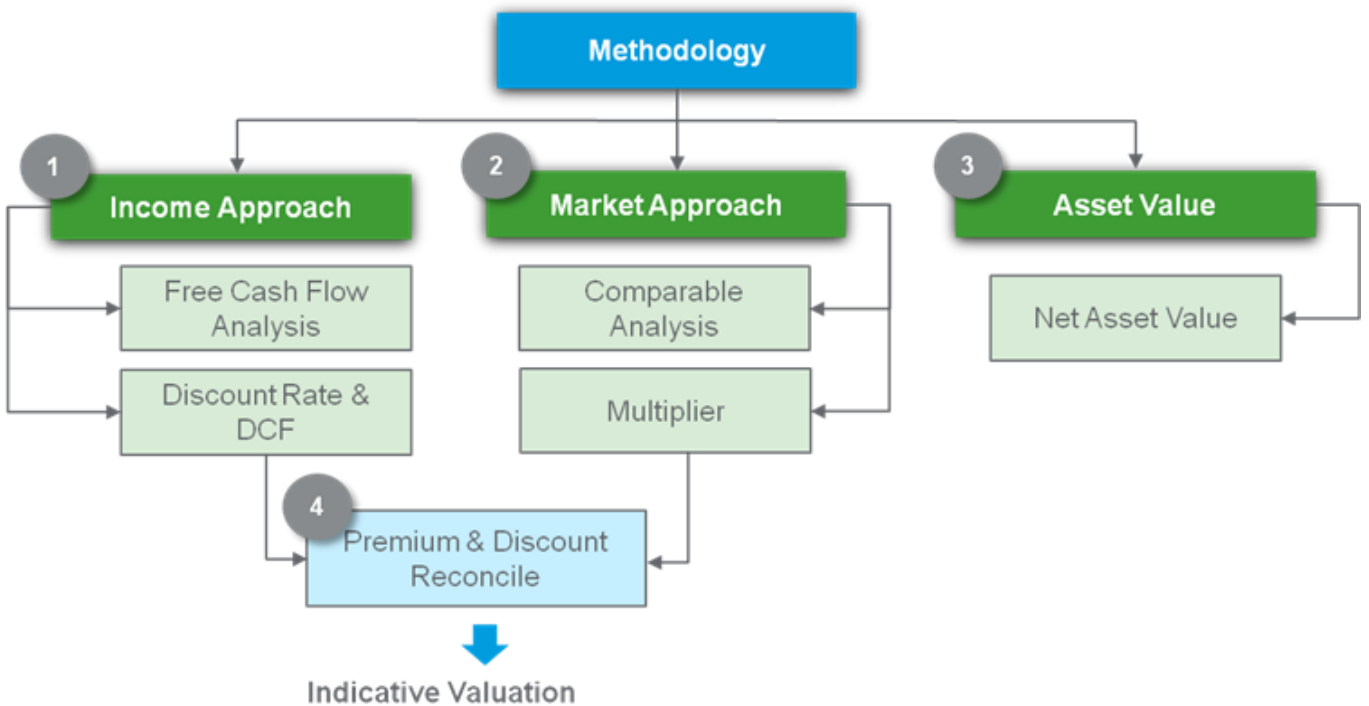 Methodology
1
Income Approach
2
Market Approach
3
Asset Value
Free Cash Flow
Analysis
Comparable
Analysis
Net Asset Value
Discount Rate &
DCF
Multiplier
4
Premium & Discount
Reconcile
Indicative Valuation